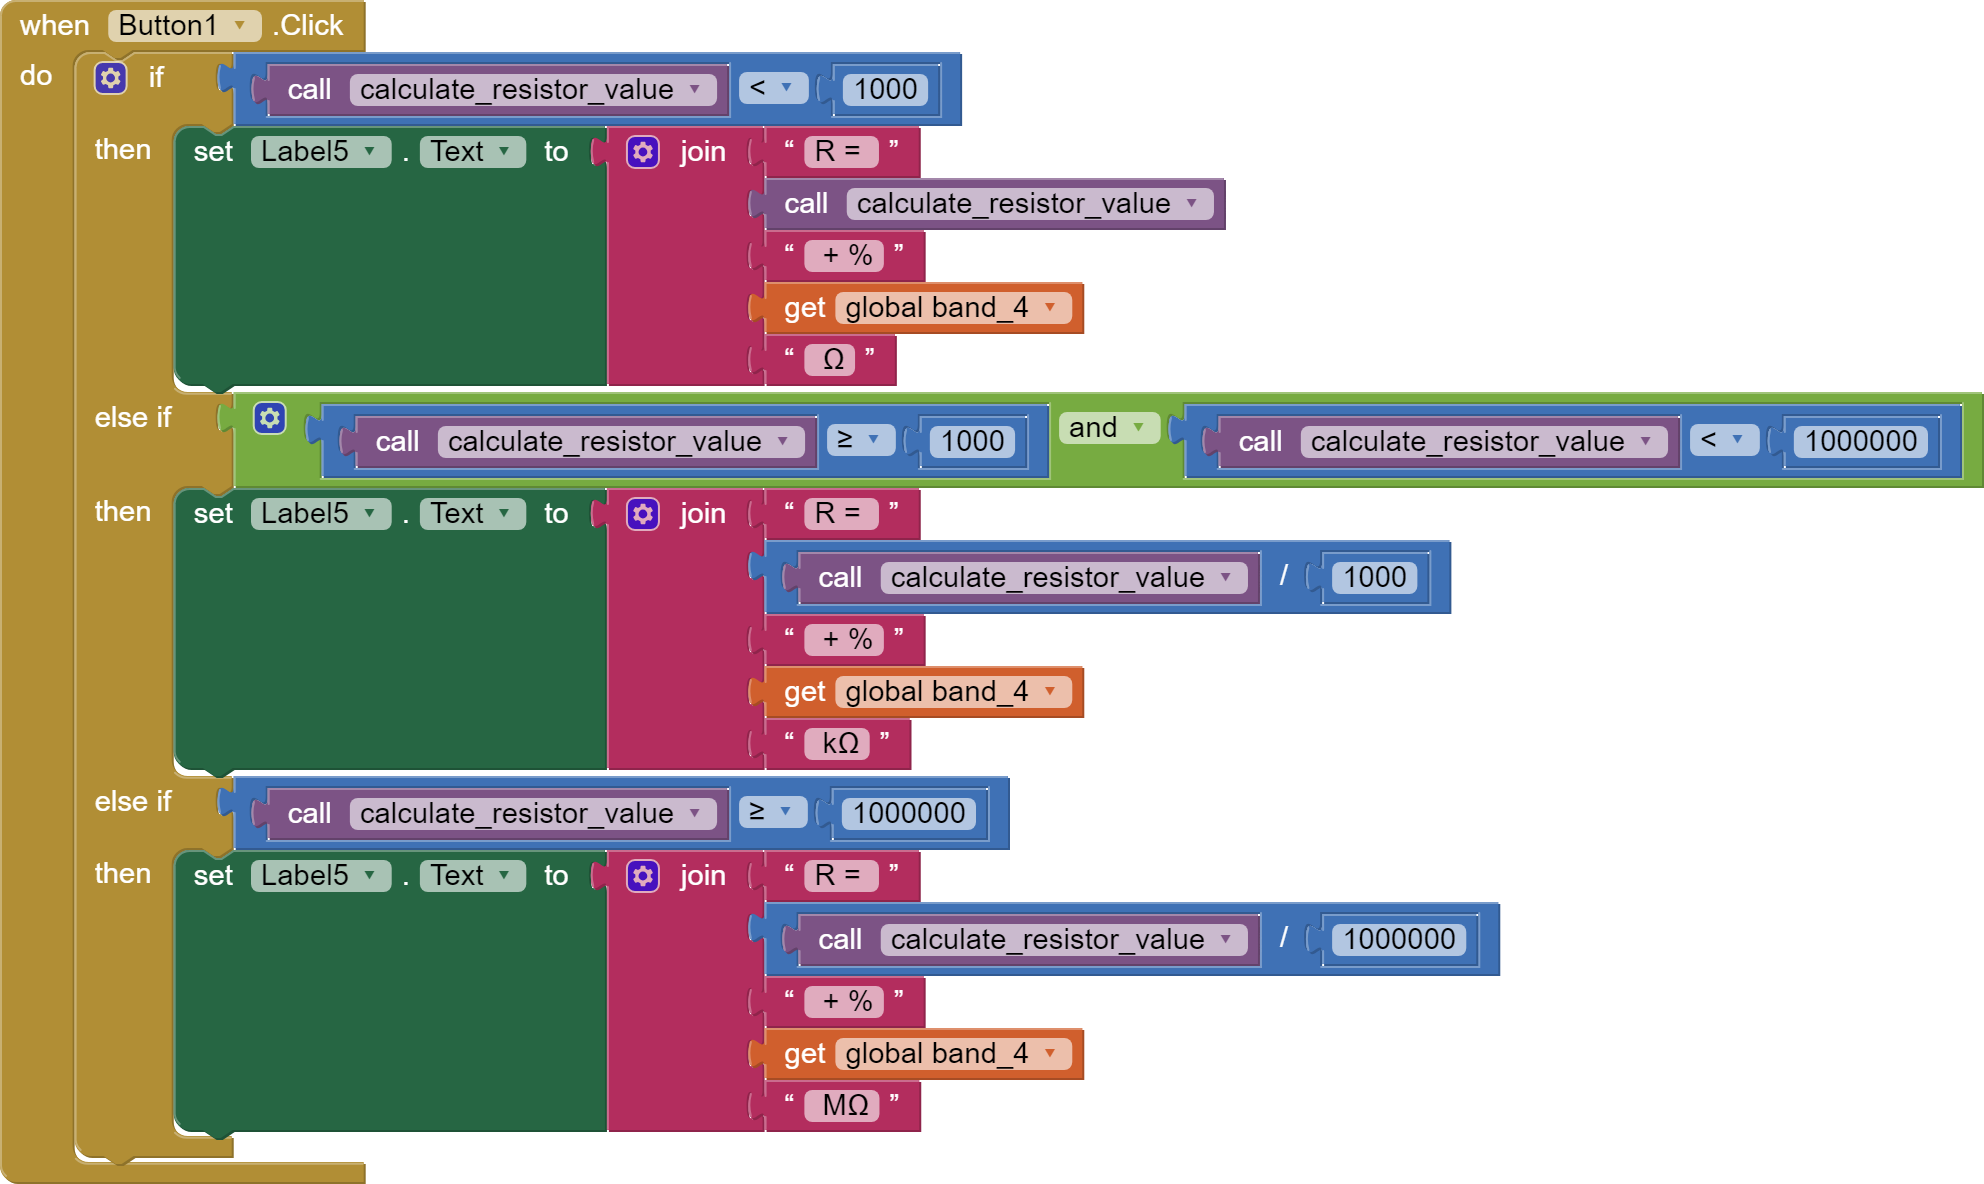 when Button1 .Click
do if call calculate_resistor_value < 1000
then set Label5 . Text to join “ R = ”
call calculate_resistor_value
“ + % ”
get global band_4
“ Ω ”
else if call calculate_resistor_value ≥ 1000 and call calculate_resistor_value < 1000000
then set Label5 . Text to join “ R = ”
call calculate_resistor_value / 1000
“ + % ”
get global band_4
“ kΩ ”
else if call calculate_resistor_value ≥ 1000000
then set Label5 . Text to join “ R = ”
call calculate_resistor_value / 1000000
“ + % ”
get global band_4
“ MΩ ”